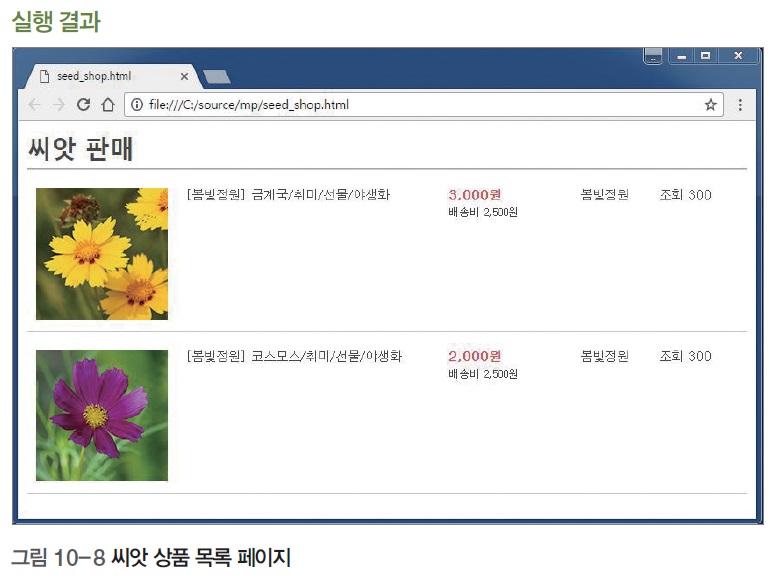 실행 결과
seed_shop.html
file:///C:/source/mp/seed_shop.html
씨앗 판매
[봄빛정원] 금계국/취미/선물/야생화
3,000원
배송비 2,500원
봄빛정원
조회 300
[봄빛정원] 코스모스/취미/선물/야생화
2,000원
배송비 2,500원
봄빛정원
조회 300
그림 10-8 씨앗 상품 목록 페이지